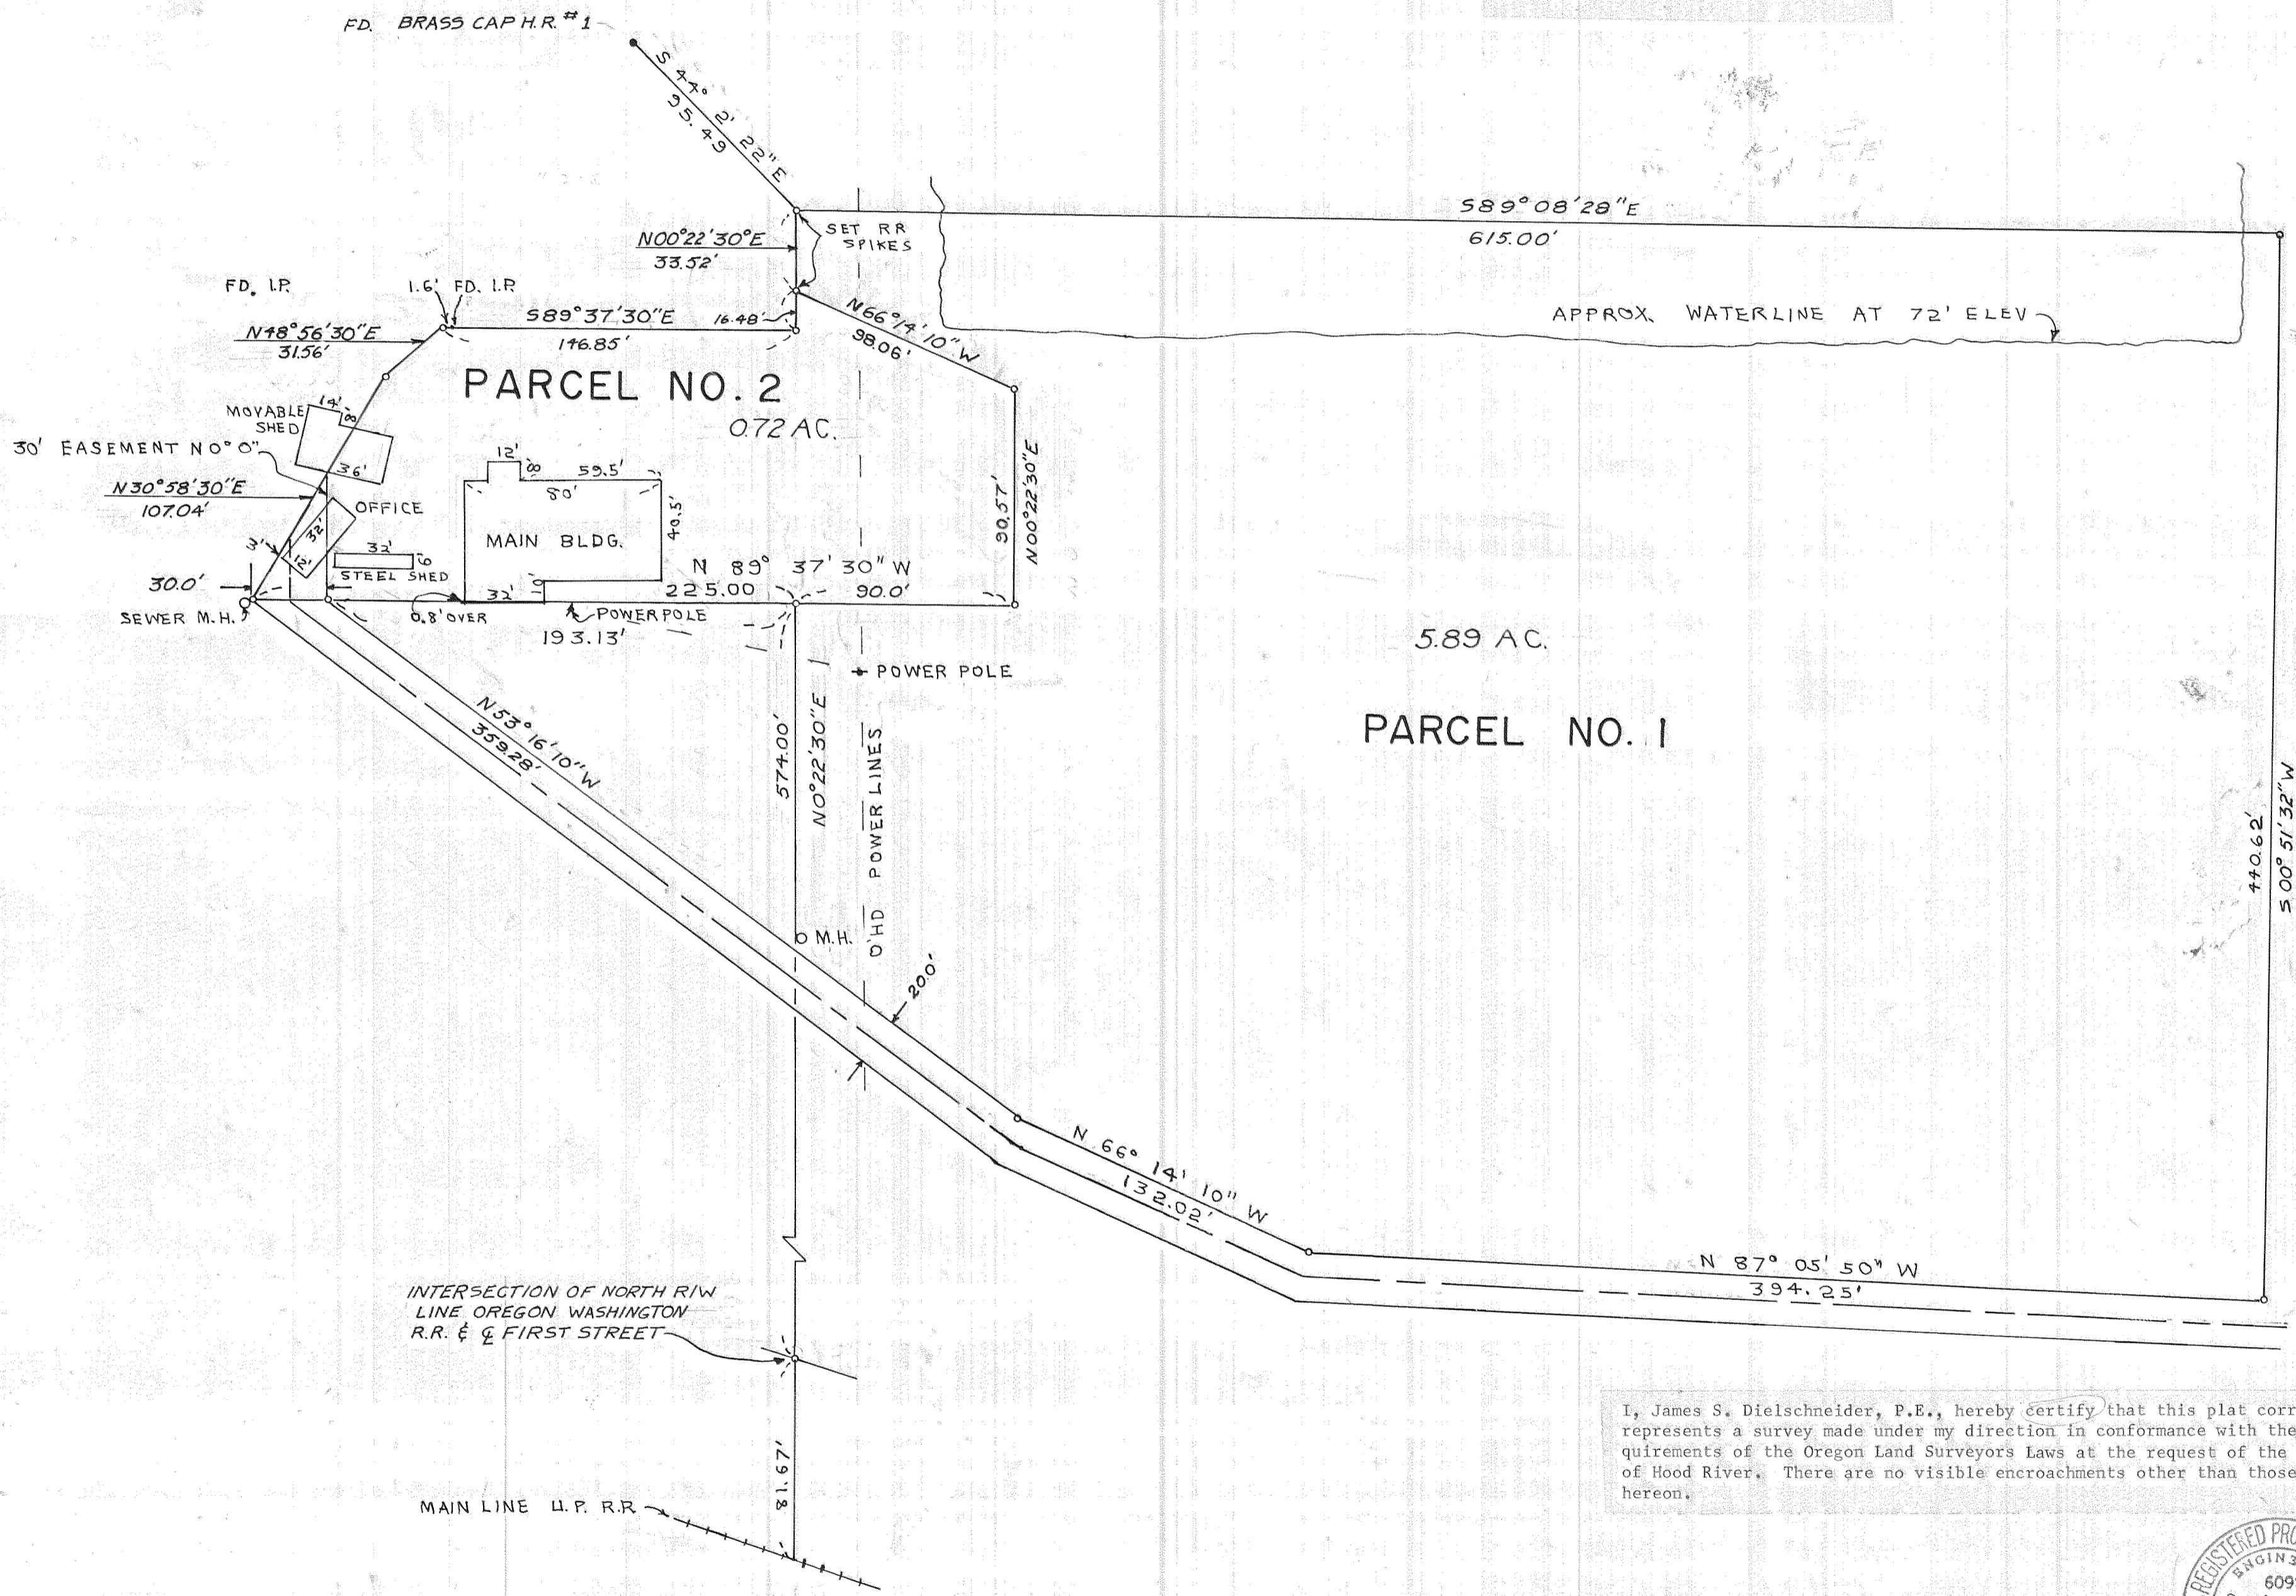 FD. BRASS CAP H.R. #1
S 44° 2' 22" E
95.49
S89°08'28"E
615.00'
SET RR
SPIKES
N00°22'30°E
33.52'
FD. I.P.
1.6' FD. I.P.
S89°37'30"E
16.48'
146.85'
N66°14'10"W
98.06'
APPROX. WATERLINE AT 72' ELEV
N48°56'30"E
31.56'
PARCEL NO. 2
0.72 AC.
MOVABLE
SHED
14'
8'
36'
30' EASEMENT N0°0"
N30°58'30"E
107.04'
OFFICE
32'
12'
3'
12'
8'
59.5'
80'
40.5'
MAIN BLDG.
90.57'
N00°22'30"E
32'
6'
STEEL SHED
N 89° 37' 30" W
225.00
90.0'
30.0'
SEWER M.H.
0.8' OVER
32'
POWERPOLE
193.13'
POWER POLE
5.89 AC.
PARCEL NO. 1
N53°16'10"W
359.28'
574.00'
N0°22'30"E
O'HD POWER LINES
M.H.
20.0'
440.62'
S 00° 51' 32" W
N 66° 14' 10" W
132.02'
N 87° 05' 50" W
394.25'
INTERSECTION OF NORTH R/W
LINE OREGON WASHINGTON
R.R. & ℄ FIRST STREET
81.67'
MAIN LINE U.P. R.R
I, James S. Dielschneider, P.E., hereby certify that this plat corr
represents a survey made under my direction in conformance with the
quirements of the Oregon Land Surveyors Laws at the request of the
of Hood River. There are no visible encroachments other than those
hereon.
REGISTERED PRO
ENGINE
609